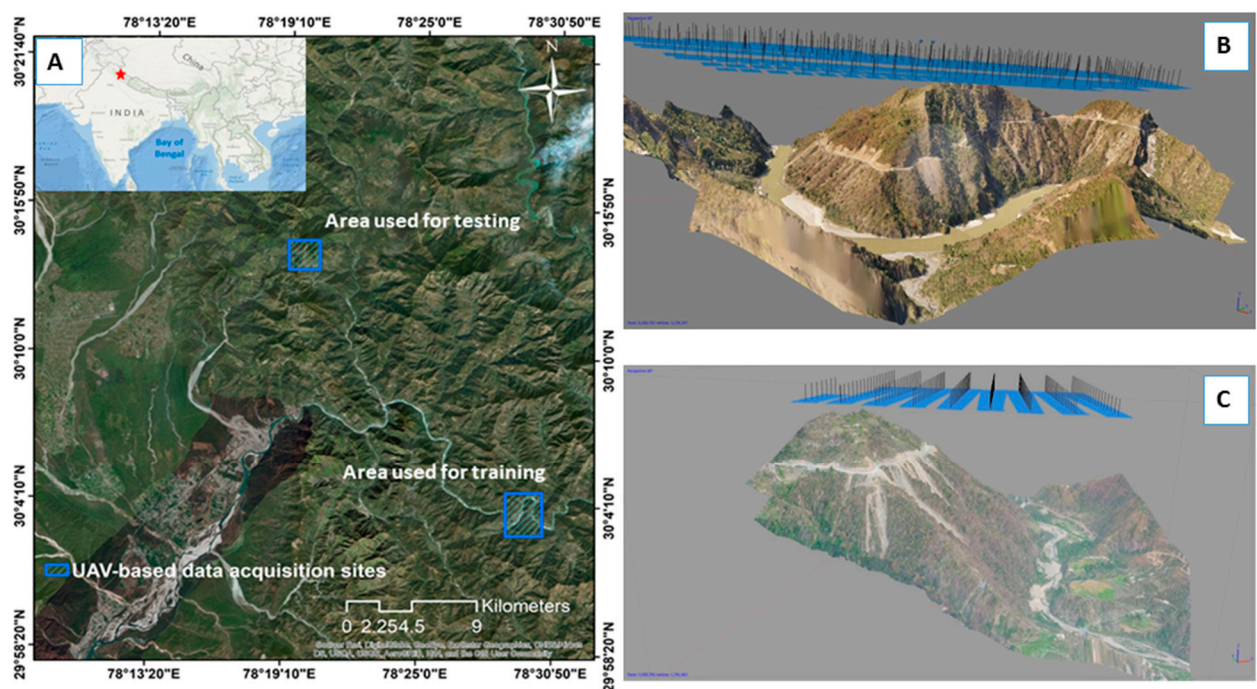 78°13'20"E 78°19'10"E 78°25'0"E 78°30'50"E
A
China
INDIA
Bay of
Bengal
N
B
30°21'40"N
30°15'50"N 30°15'50"N
Area used for testing
30°10'0"N 30°10'0"N
C
Area used for training
30°4'10"N 30°4'10"N
UAV-based data acquisition sites
Kilometers
0 2.254.5 9
29°58'20"N 29°58'20"N
78°13'20"E 78°19'10"E 78°25'0"E 78°30'50"E